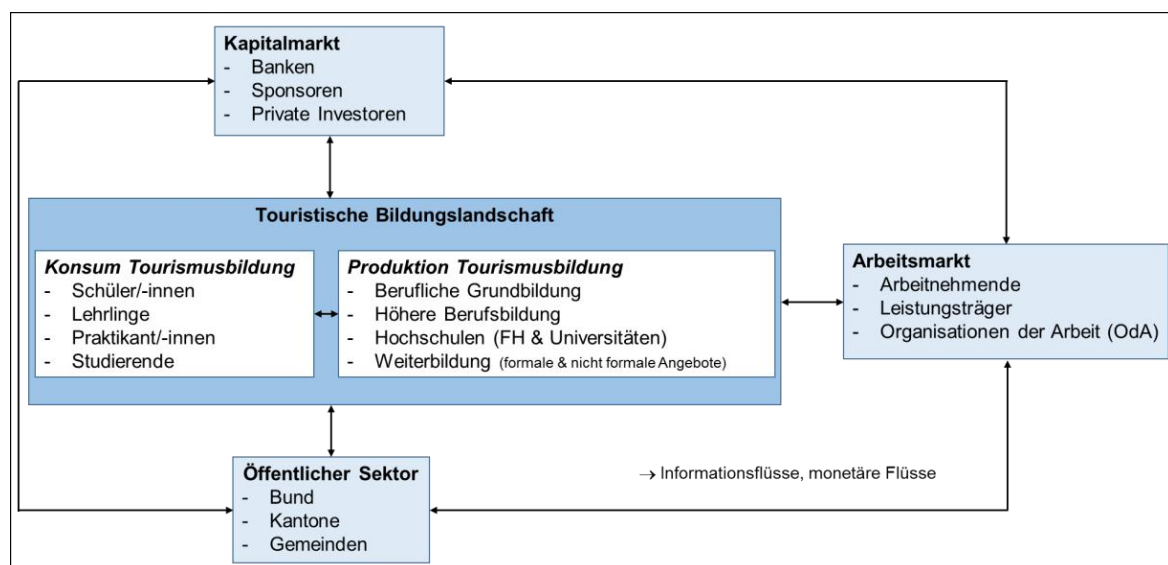 Kapitalmarkt
- Banken
- Sponsoren
- Private Investoren
Touristische Bildungslandschaft
Konsum Tourismusbildung
- Schüler/-innen
- Lehrlinge
- Praktikant/-innen
- Studierende
Produktion Tourismusbildung
- Berufliche Grundbildung
- Höhere Berufsbildung
- Hochschulen (FH & Universitäten)
- Weiterbildung (formale & nicht formale Angebote)
Arbeitsmarkt
- Arbeitnehmende
- Leistungsträger
- Organisationen der Arbeit (OdA)
Öffentlicher Sektor
- Bund
- Kantone
- Gemeinden
→ Informationsflüsse, monetäre Flüsse